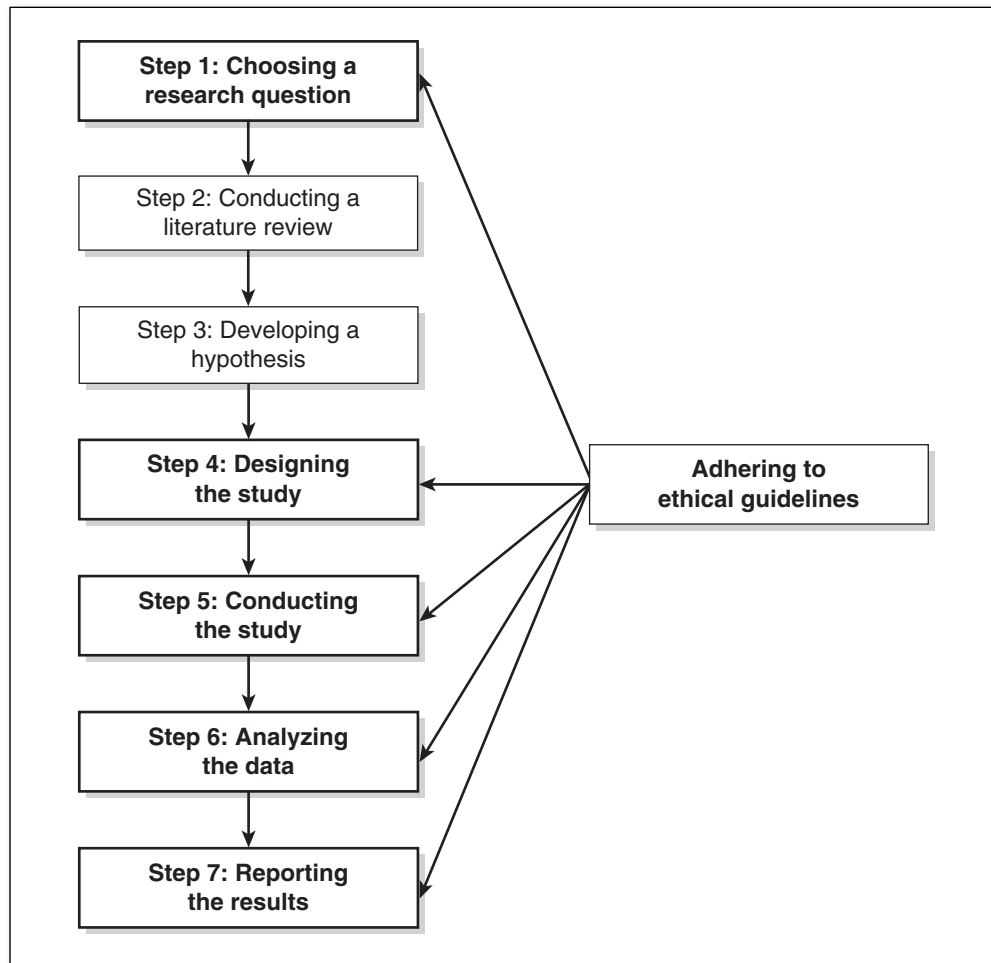 Step 1: Choosing a
research question
Step 2: Conducting a
literature review
Step 3: Developing a
hypothesis
Step 4: Designing
the study
Adhering to
ethical guidelines
Step 5: Conducting
the study
Step 6: Analyzing
the data
Step 7: Reporting
the results